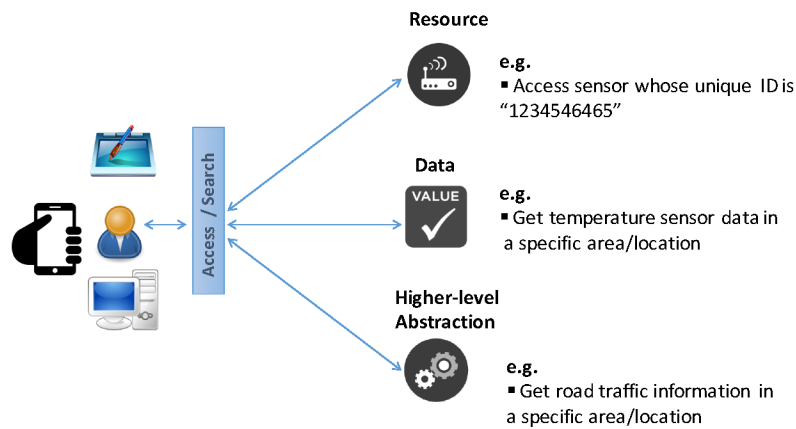 Resource
e.g.
▪ Access sensor whose unique ID is
“1234546465”
Access / Search
Data
VALUE
e.g.
▪ Get temperature sensor data in
a specific area/location
Higher-level
Abstraction
e.g.
▪ Get road traffic information in
a specific area/location